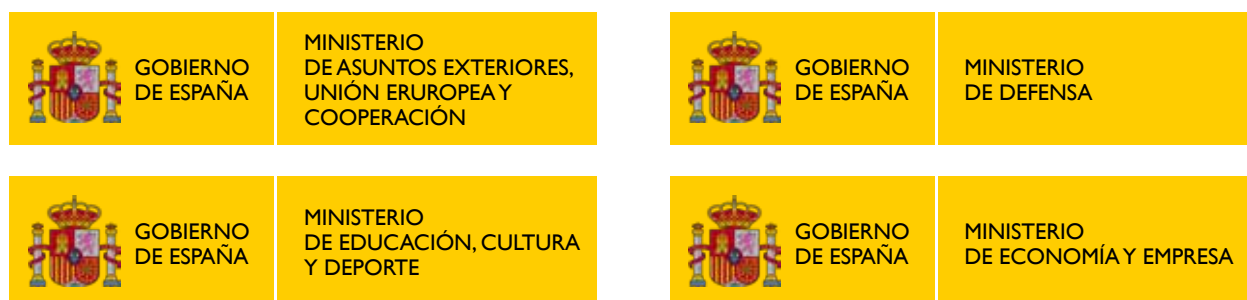 GOBIERNO
DE ESPAÑA
MINISTERIO
DE ASUNTOS EXTERIORES,
UNIÓN ERUROPEA Y
COOPERACIÓN
GOBIERNO
DE ESPAÑA
MINISTERIO
DE DEFENSA
GOBIERNO
DE ESPAÑA
MINISTERIO
DE EDUCACIÓN, CULTURA
Y DEPORTE
GOBIERNO
DE ESPAÑA
MINISTERIO
DE ECONOMÍA Y EMPRESA